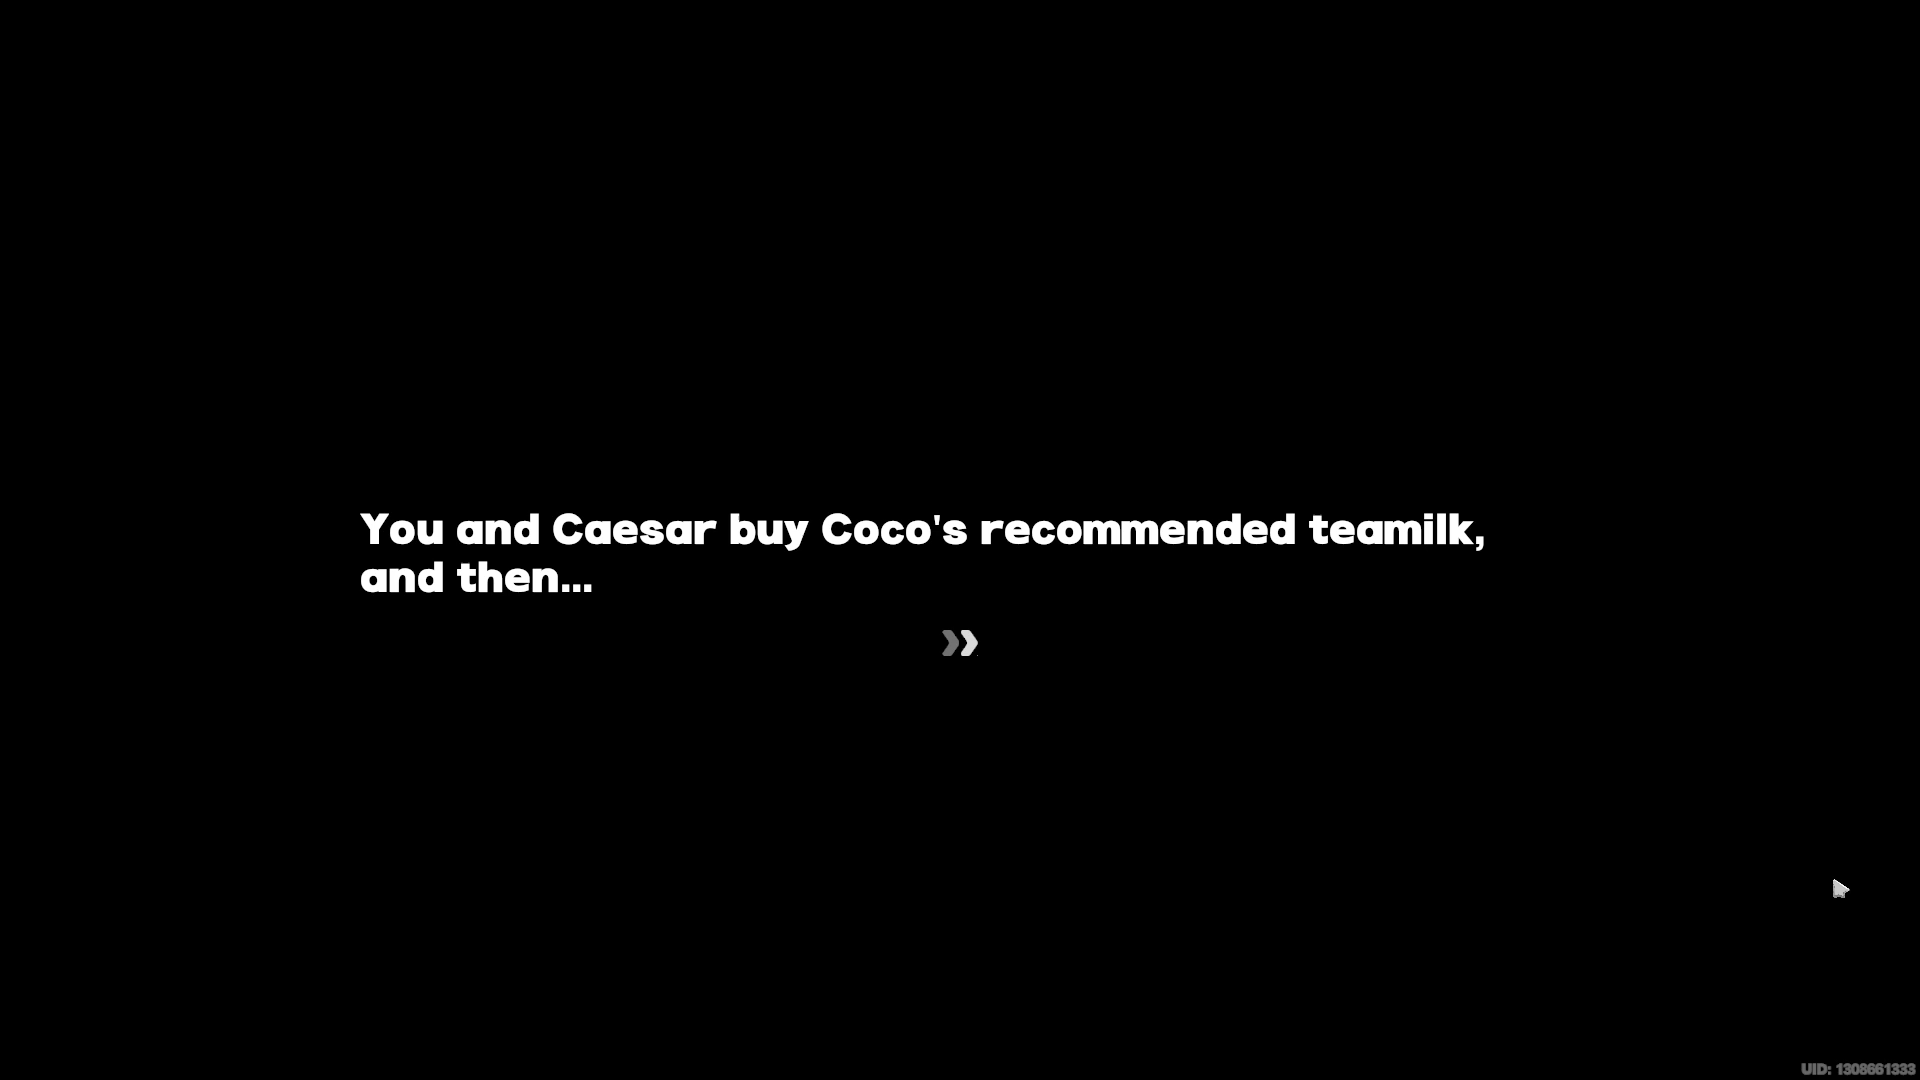 You and Caesar buy Coco's recommended teamilk,
and then...
UID: 1308661333